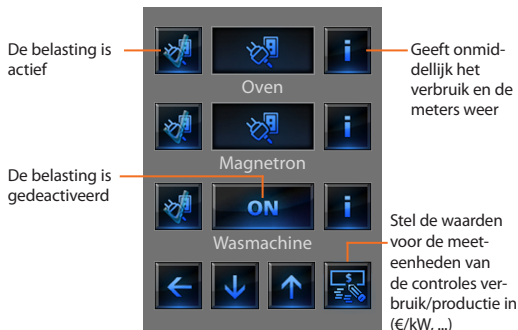 De belasting is
actief
Oven
i
Geeft onmid-
dellijk het
verbruik en de
meters weer
Magnetron
i
De belasting is
gedeactiveerd
ON
i
Wasmachine
Stel de waarden
voor de meet-
eenheden van
de controles ver-
bruik/productie in
(€/kW, ...)
$